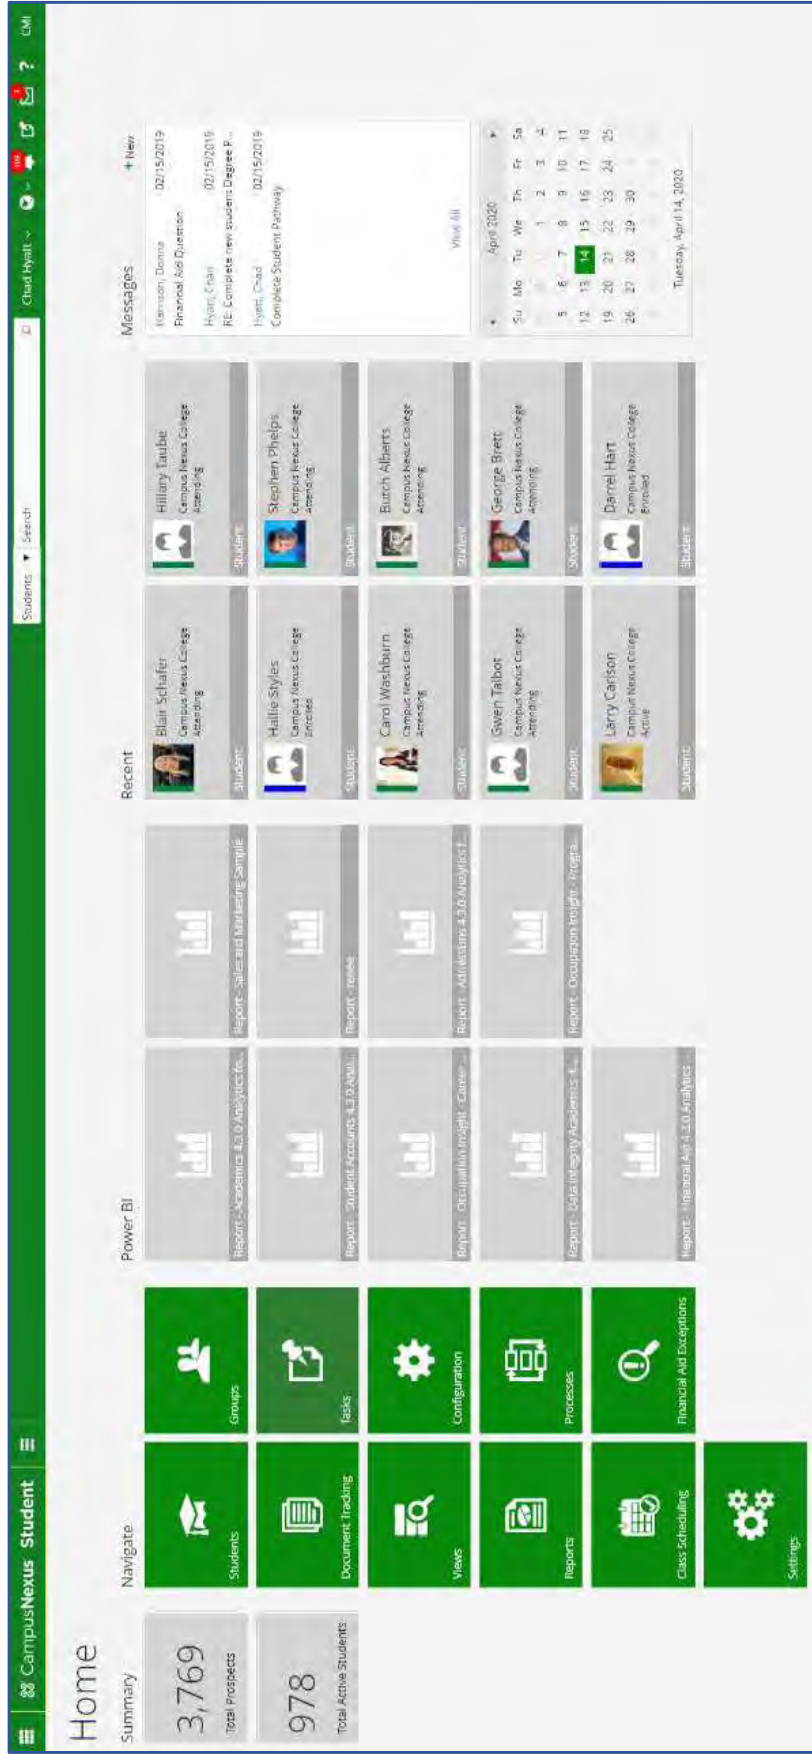 CampusNexus Student
Students
Search
Chad Hyatt
CMI
Home
Summary
3,769
Total Prospects
978
Total Active Students
Navigate
Students
Groups
Document Tracking
Tasks
Views
Configuration
Reports
Processes
Class Scheduling
Financial Aid Exceptions
Settings
Power BI
Report - Academics 4.3.0 Analytics fo...
Report - Sales and Marketing Sample
Report - Student Accounts 4.3.0 Anal...
Report - renee
Report - Occupation Insight - Career ...
Report - Admissions 4.3.0 Analytics f...
Report - Data Integrity Academics 4....
Report - Occupation Insight - Progra...
Report - Financial Aid 4.3.0 Analytics ...
Recent
Blair Schafer
Campus Nexus College
Attending
Student
Hillary Taube
Campus Nexus College
Attending
Student
Hallie Styles
Campus Nexus College
Enrolled
Student
Stephen Phelps
Campus Nexus College
Attending
Student
Carol Washburn
Campus Nexus College
Attending
Student
Butch Alberts
Campus Nexus College
Attending
Student
Gwen Talbot
Campus Nexus College
Attending
Student
George Brett
Campus Nexus College
Attending
Student
Larry Carlson
Campus Nexus College
Active
Student
Darrel Hart
Campus Nexus College
Enrolled
Student
Messages
+ New
Harrison, Donna 02/15/2019
Financial Aid Question
Hyatt, Chad 02/15/2019
RE: Complete new student Degree P...
Hyatt, Chad 02/15/2019
Complete Student Pathway
View All
April 2020
Su Mo Tu We Th Fr Sa
1 2 3 4
5 6 7 8 9 10 11
12 13 14 15 16 17 18
19 20 21 22 23 24 25
26 27 28 29 30
Tuesday, April 14, 2020